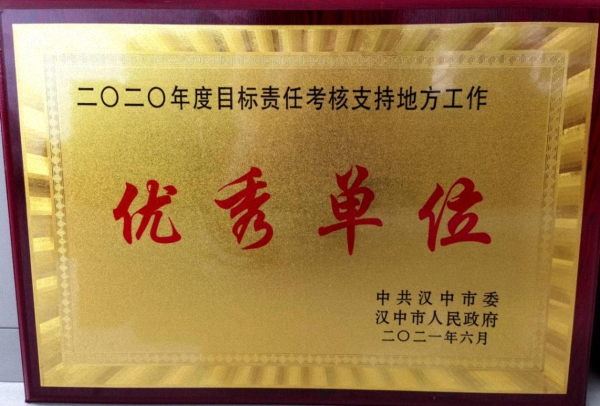 二〇二〇年度目标责任考核支持地方工作
优秀单位
中共汉中市委
汉中市人民政府
二〇二一年六月